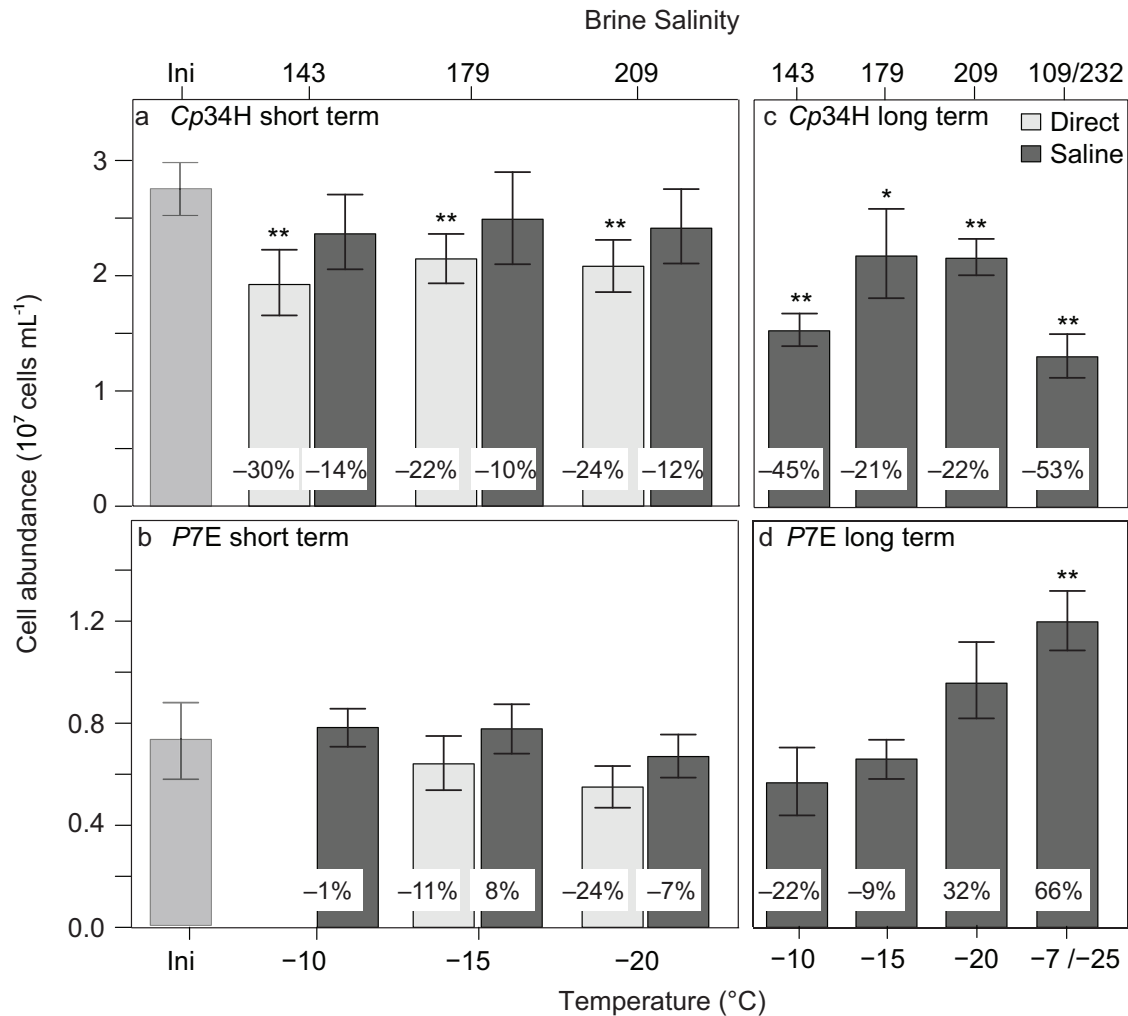 Brine Salinity
Ini 143 179 209 143 179 209 109/232
a Cp34H short term
c Cp34H long term
Direct
Saline
3
2
1
0
** ** **
** * ** **
–30% –14% –22% –10% –24% –12%
–45% –21% –22% –53%
Cell abundance (10⁷ cells mL⁻¹)
b P7E short term
d P7E long term
1.2
0.8
0.4
0.0
**
–1% –11% 8% –24% –7%
–22% –9% 32% 66%
Ini −10 −15 −20 −10 −15 −20 −7 /−25
Temperature (°C)